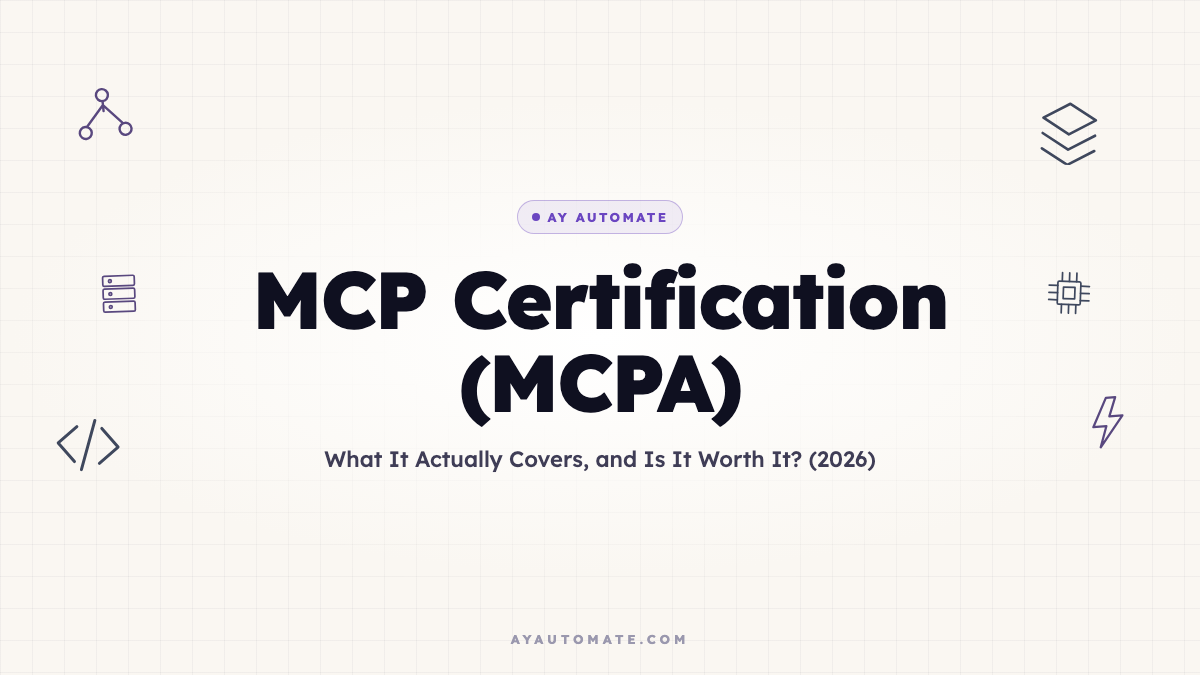 AY AUTOMATE
MCP Certification
(MCPA)
What It Actually Covers, and Is It Worth It? (2026)
AYAUTOMATE.COM